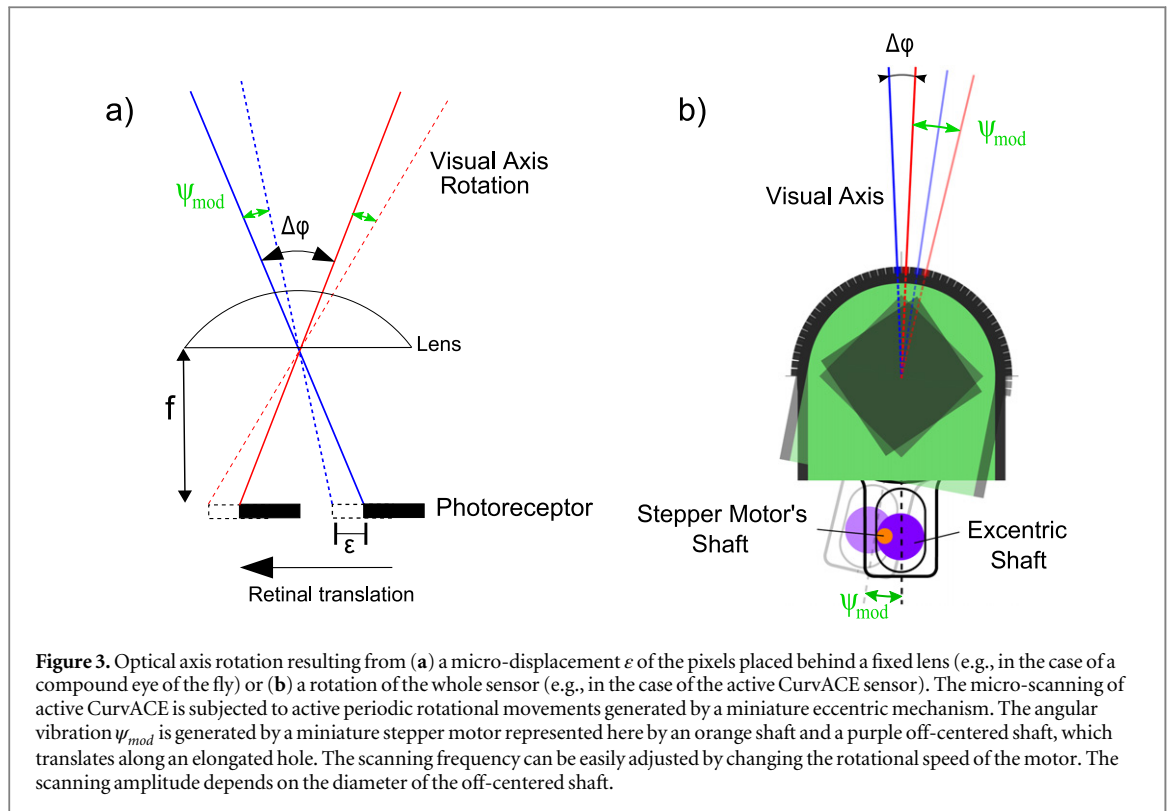 a)
Ψmod
Δφ
Visual Axis
Rotation
Lens
f
Photoreceptor
ε
Retinal translation
b)
Δφ
Ψmod
Visual Axis
Stepper Motor's
Shaft
Excentric
Shaft
Ψmod
Figure 3. Optical axis rotation resulting from (a) a micro-displacement ε of the pixels placed behind a fixed lens (e.g., in the case of a
compound eye of the fly) or (b) a rotation of the whole sensor (e.g., in the case of the active CurvACE sensor). The micro-scanning of
active CurvACE is subjected to active periodic rotational movements generated by a miniature eccentric mechanism. The angular
vibration ψmod is generated by a miniature stepper motor represented here by an orange shaft and a purple off-centered shaft, which
translates along an elongated hole. The scanning frequency can be easily adjusted by changing the rotational speed of the motor. The
scanning amplitude depends on the diameter of the off-centered shaft.